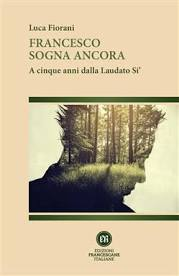 Luca Fiorani
FRANCESCO
SOGNA ANCORA
A cinque anni dalla Laudato Si'
EDIZIONI
FRANCESCANE
ITALIANE